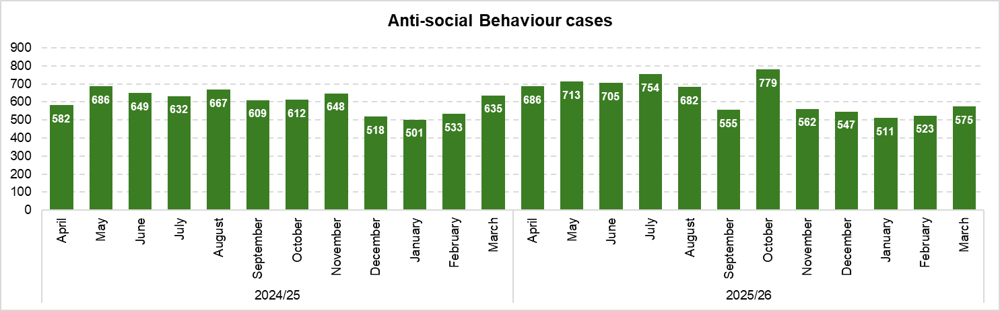 Anti-social Behaviour cases
900
800
700
600
500
400
300
200
100
0
582
686
649
632
667
609
612
648
518
501
533
635
686
713
705
754
682
555
779
562
547
511
523
575
April
May
June
July
August
September
October
November
December
January
February
March
April
May
June
July
August
September
October
November
December
January
February
March
2024/25
2025/26